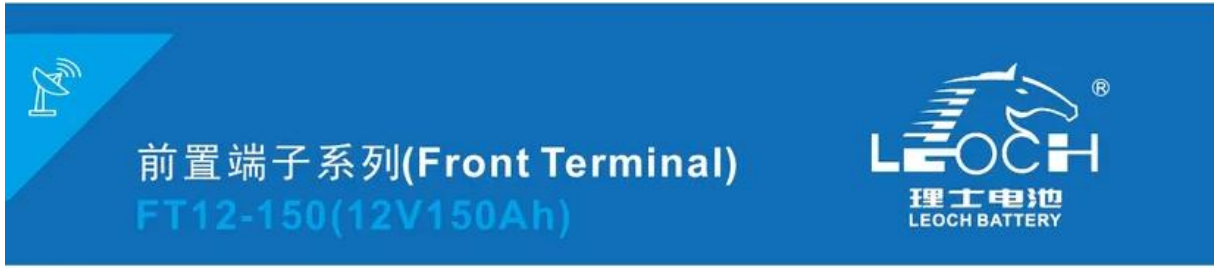 前置端子系列(Front Terminal)
FT12-150(12V150Ah)
®
LEOCH
理士电池
LEOCH BATTERY